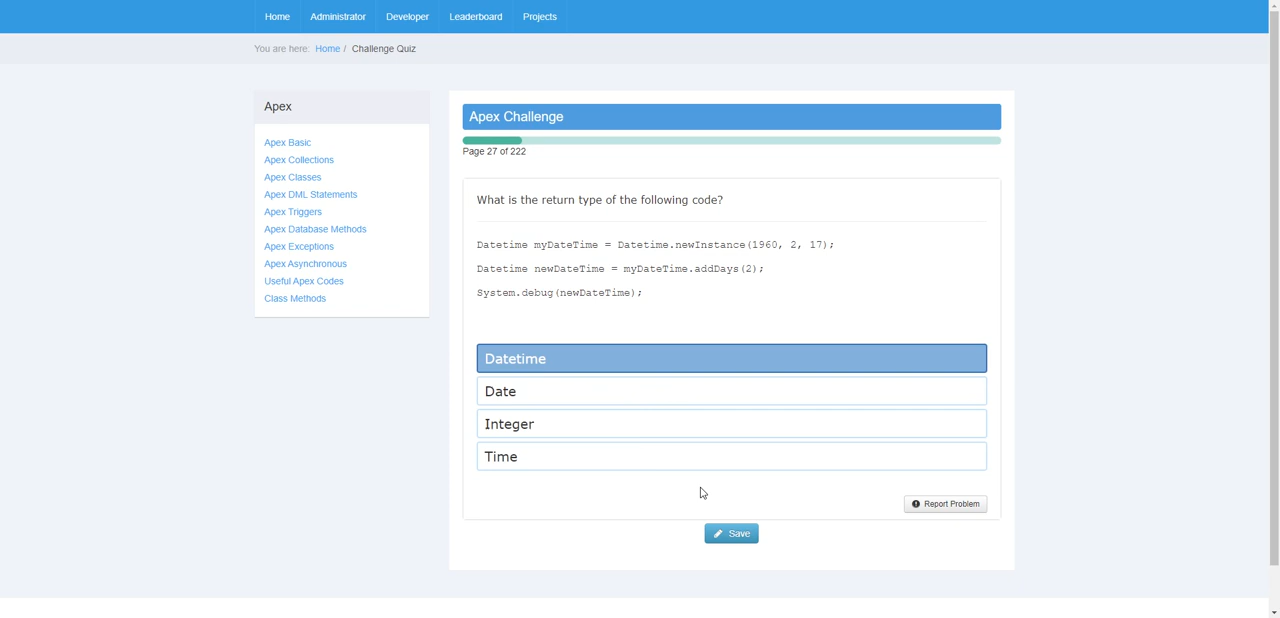 Home Administrator Developer Leaderboard Projects
You are here: Home / Challenge Quiz
Apex
Apex Basic
Apex Collections
Apex Classes
Apex DML Statements
Apex Triggers
Apex Database Methods
Apex Exceptions
Apex Asynchronous
Useful Apex Codes
Class Methods
Apex Challenge
Page 27 of 222
What is the return type of the following code?
Datetime myDateTime = Datetime.newInstance(1960, 2, 17);
Datetime newDateTime = myDateTime.addDays(2);
System.debug(newDateTime);
Datetime
Date
Integer
Time
Report Problem
Save